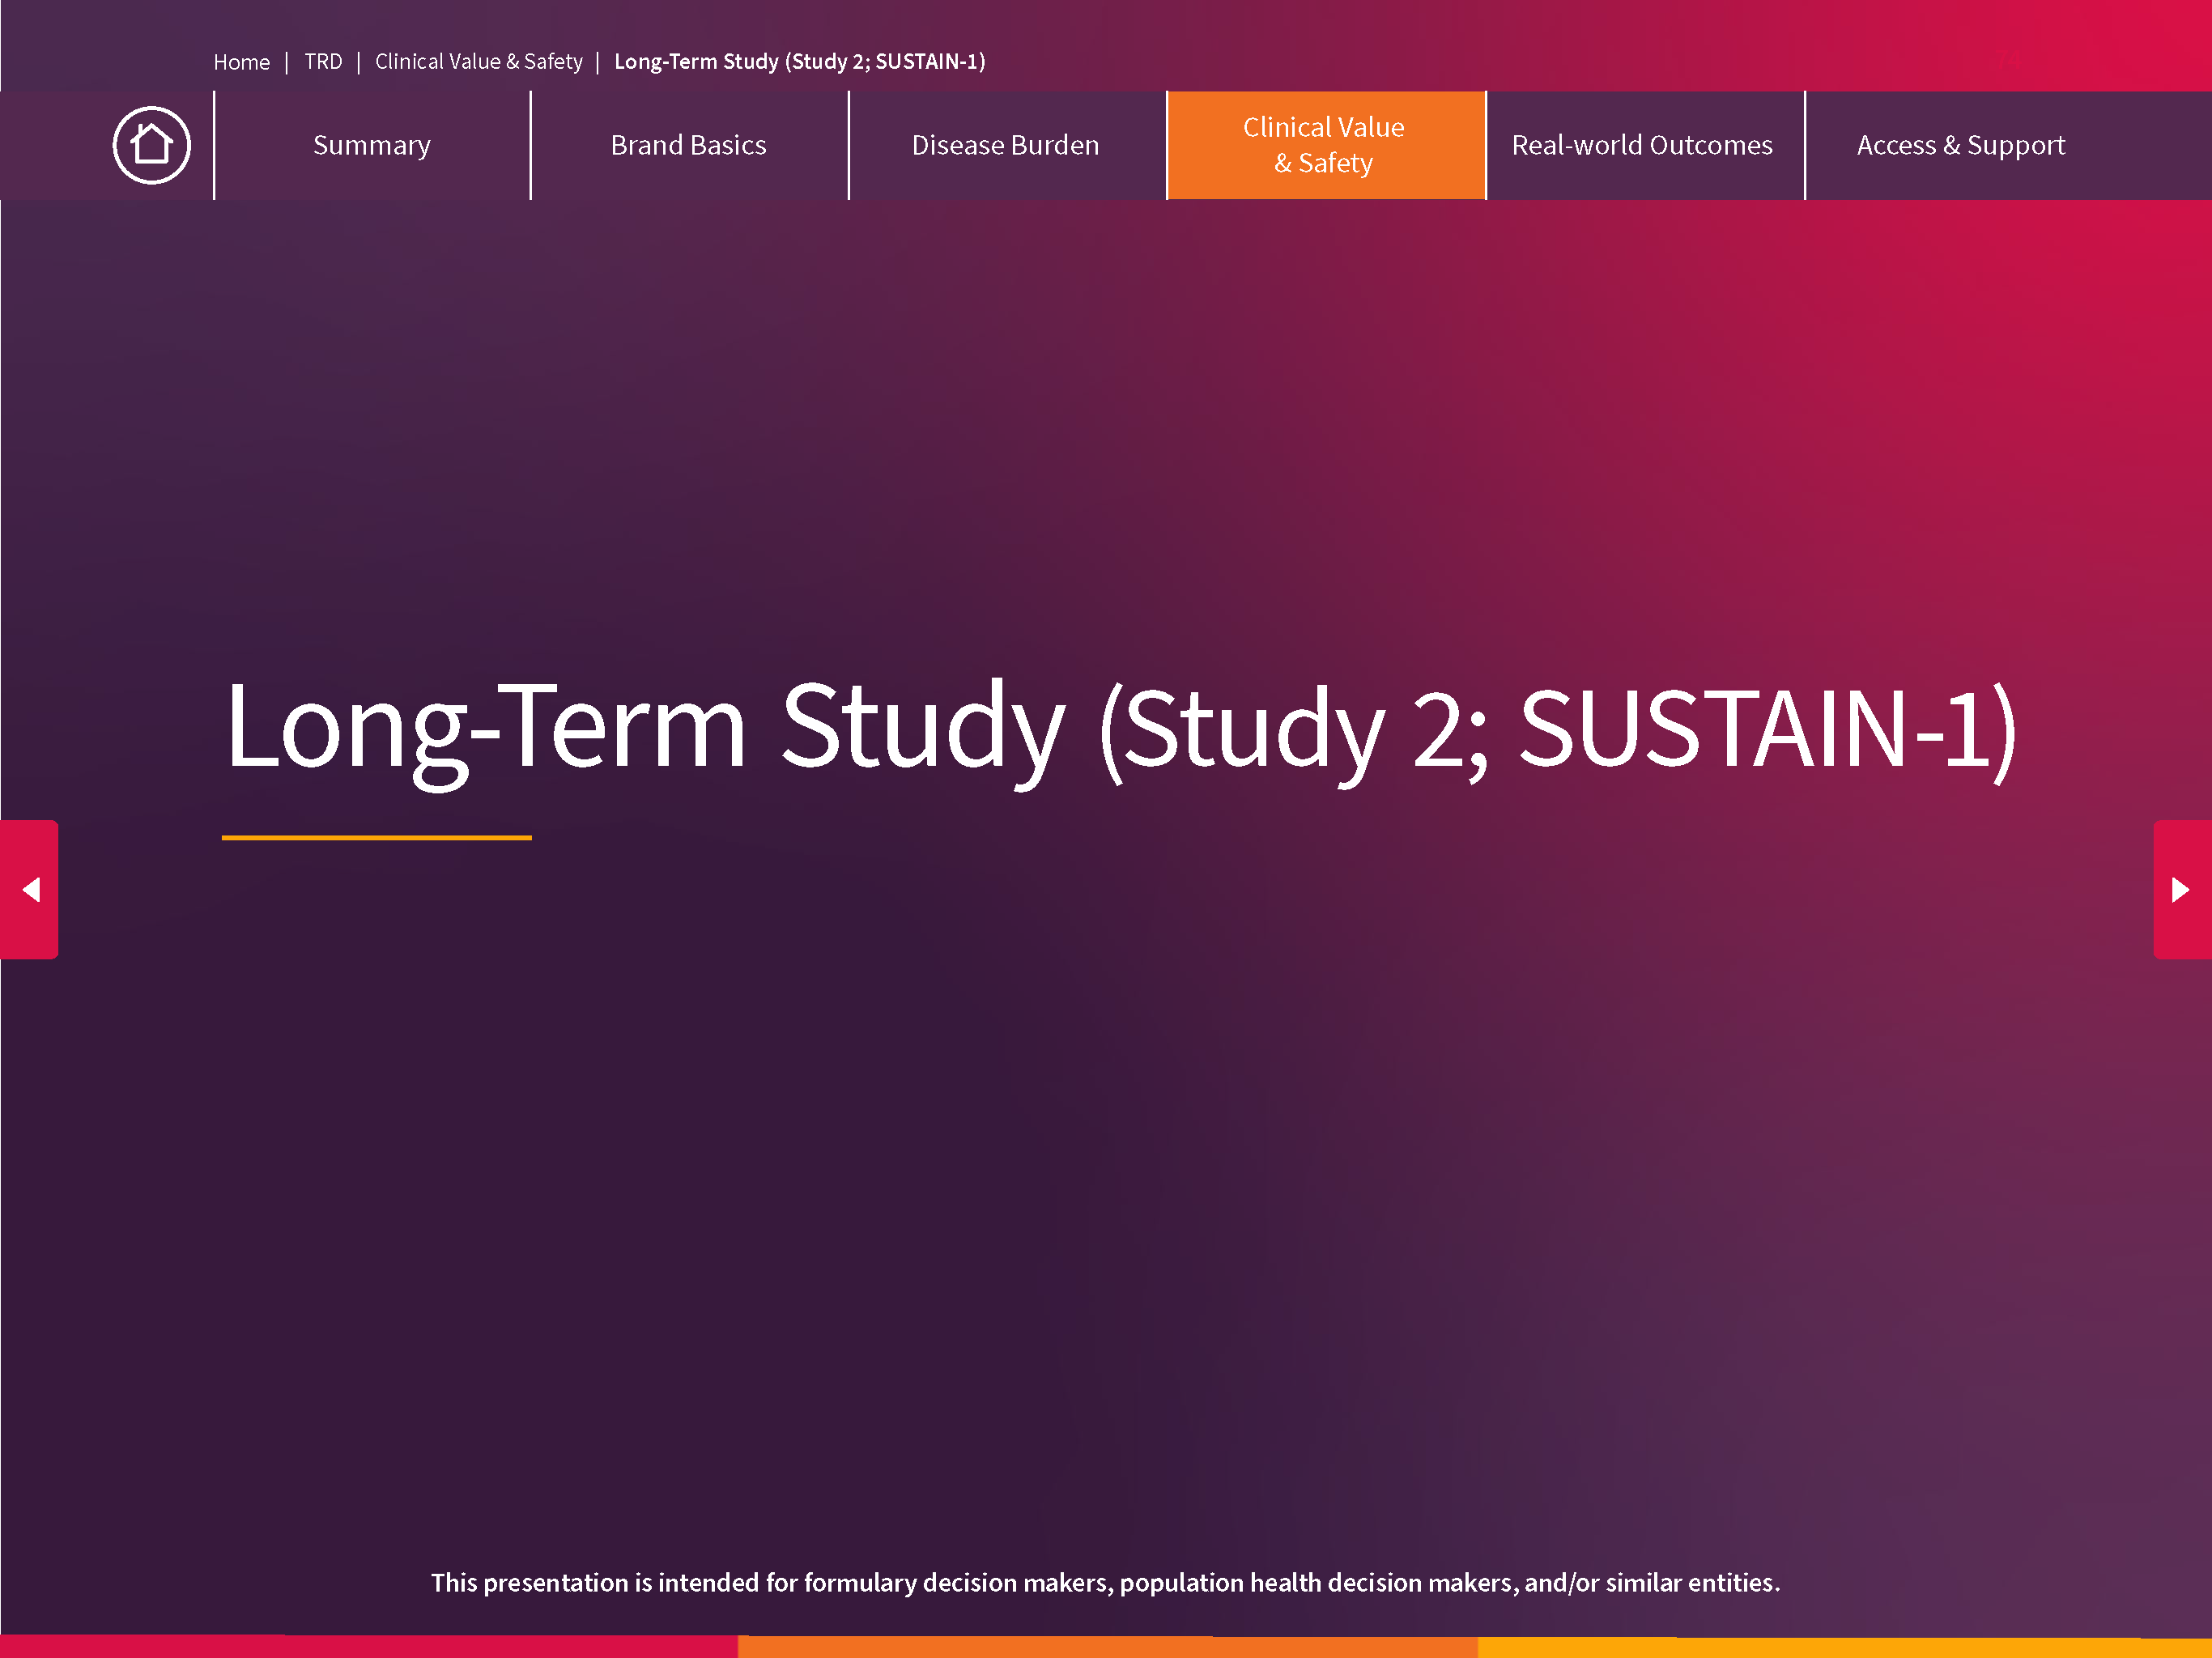 Home | TRD | Clinical Value & Safety | Long-Term Study (Study 2; SUSTAIN-1)
Summary
Brand Basics
Disease Burden
Clinical Value
& Safety
Real-world Outcomes
Access & Support
Long-Term Study (Study 2; SUSTAIN-1)
This presentation is intended for formulary decision makers, population health decision makers, and/or similar entities.